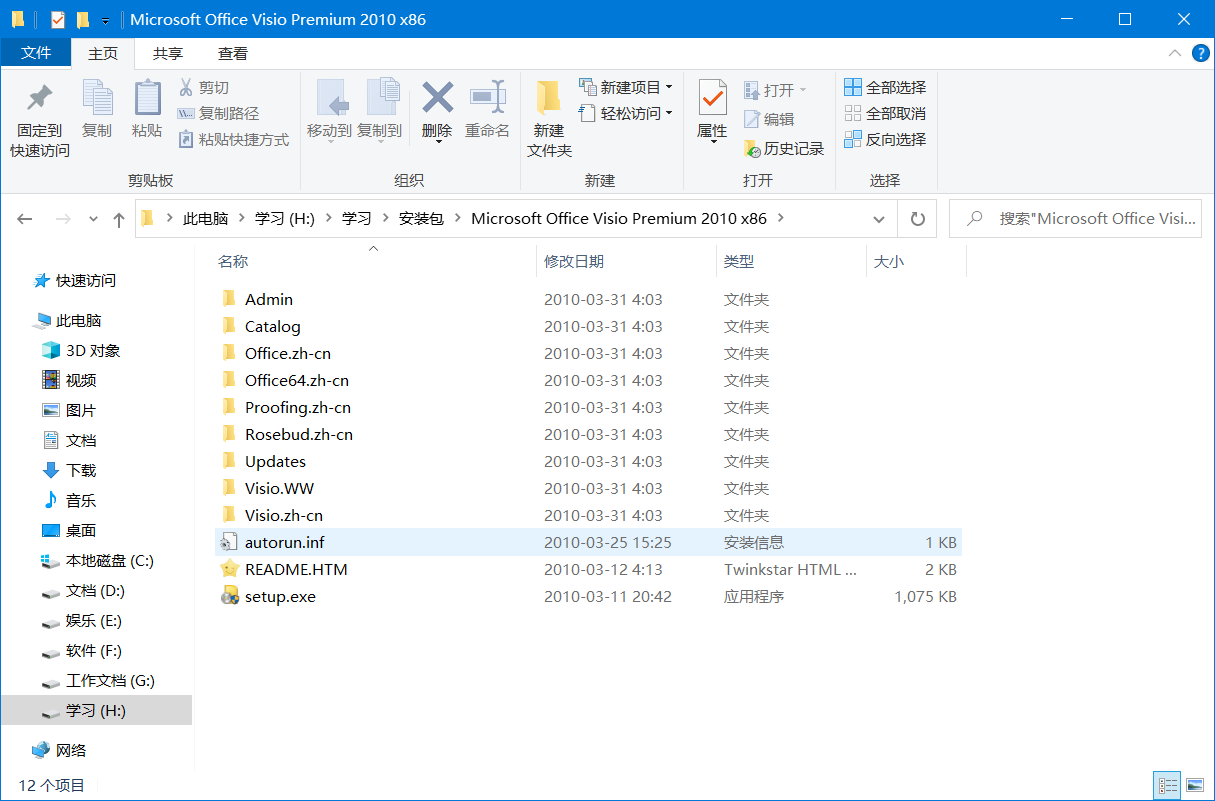 Microsoft Office Visio Premium 2010 x86
文件 主页 共享 查看
固定到
快速访问
复制
粘贴
剪切
复制路径
粘贴快捷方式
剪贴板
移动到 复制到
删除 重命名
组织
新建
文件夹
新建项目
轻松访问
新建
属性
打开
编辑
历史记录
打开
全部选择
全部取消
反向选择
选择
此电脑 学习 (H:) 学习 安装包 Microsoft Office Visio Premium 2010 x86
搜索"Microsoft Office Visi...
快速访问
此电脑
3D 对象
视频
图片
文档
下载
音乐
桌面
本地磁盘 (C:)
文档 (D:)
娱乐 (E:)
软件 (F:)
工作文档 (G:)
学习 (H:)
网络
名称 修改日期 类型 大小
Admin 2010-03-31 4:03 文件夹
Catalog 2010-03-31 4:03 文件夹
Office.zh-cn 2010-03-31 4:03 文件夹
Office64.zh-cn 2010-03-31 4:03 文件夹
Proofing.zh-cn 2010-03-31 4:03 文件夹
Rosebud.zh-cn 2010-03-31 4:03 文件夹
Updates 2010-03-31 4:03 文件夹
Visio.WW 2010-03-31 4:03 文件夹
Visio.zh-cn 2010-03-31 4:03 文件夹
autorun.inf 2010-03-25 15:25 安装信息 1 KB
README.HTM 2010-03-12 4:13 Twinkstar HTML ... 2 KB
setup.exe 2010-03-11 20:42 应用程序 1,075 KB
12 个项目